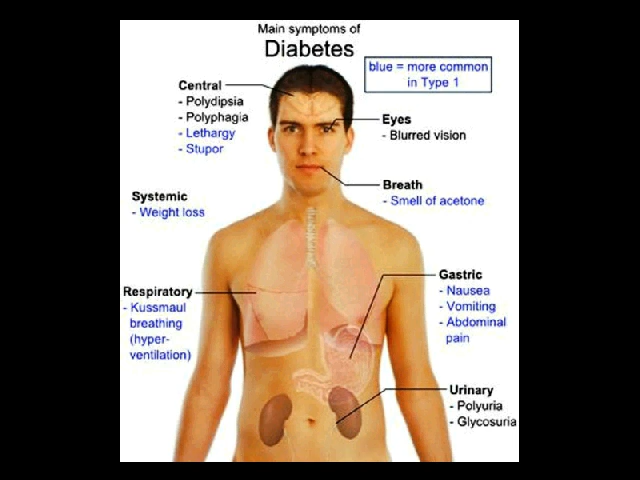 Main symptoms of
Diabetes
blue = more common
in Type 1
Central
- Polydipsia
- Polyphagia
- Lethargy
- Stupor
Eyes
- Blurred vision
Breath
- Smell of acetone
Systemic
- Weight loss
Gastric
- Nausea
- Vomiting
- Abdominal
pain
Respiratory
- Kussmaul
breathing
(hyper-
ventilation)
Urinary
- Polyuria
- Glycosuria